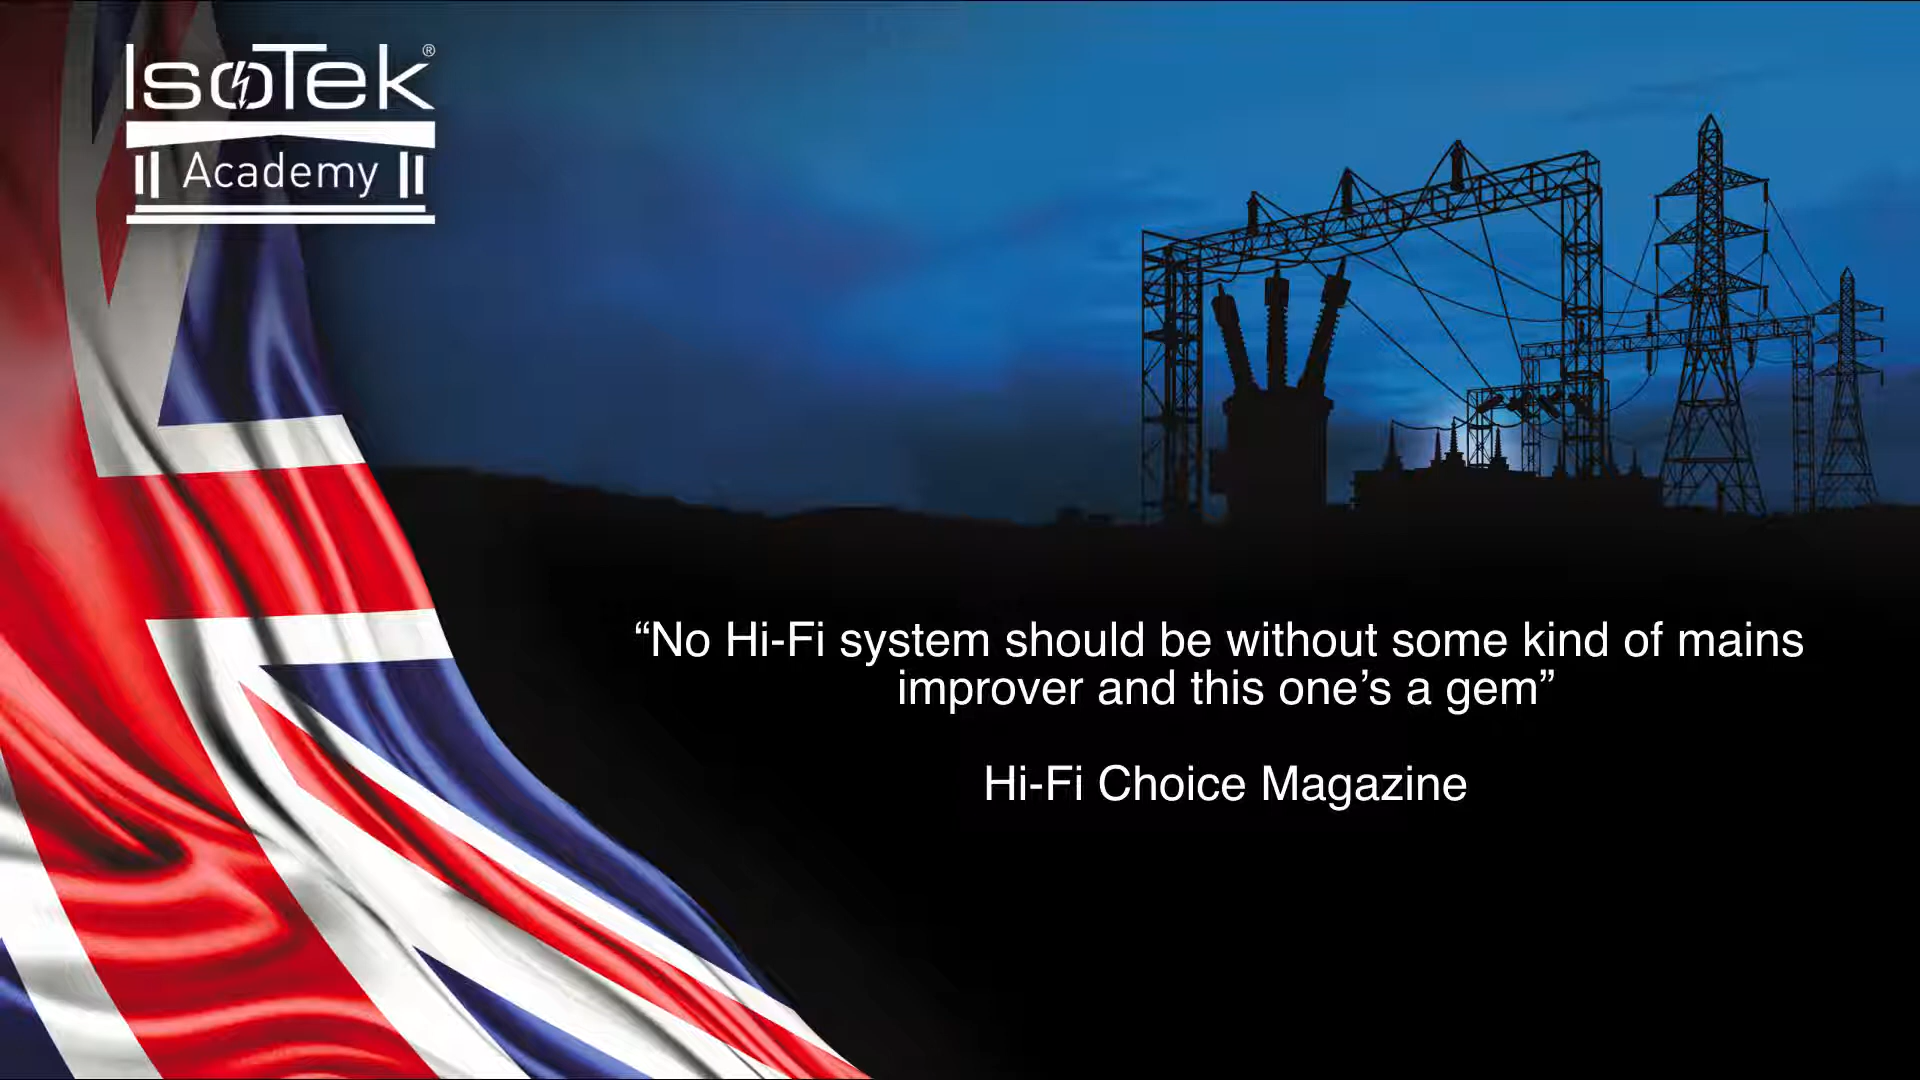 IsoTek®
Academy
“No Hi-Fi system should be without some kind of mains
improver and this one’s a gem”
Hi-Fi Choice Magazine